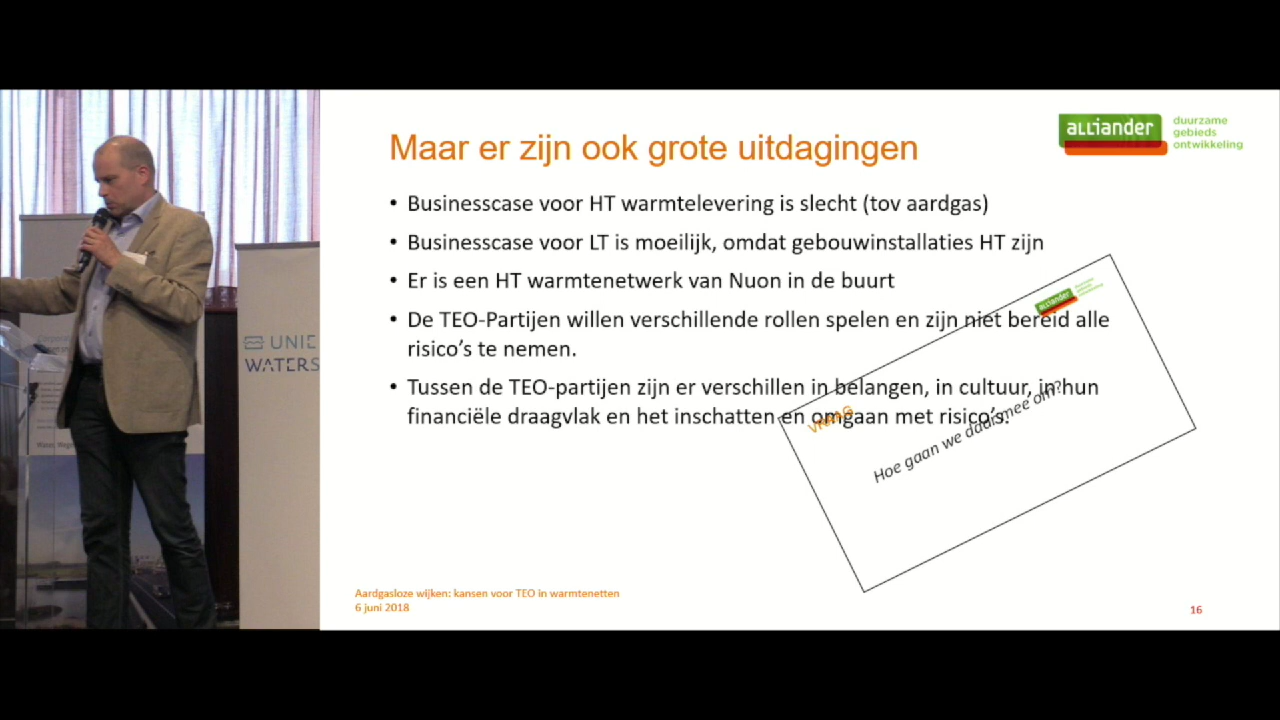 Maar er zijn ook grote uitdagingen
alliander
duurzame
gebieds
ontwikkeling
• Businesscase voor HT warmtelevering is slecht (tov aardgas)
• Businesscase voor LT is moeilijk, omdat gebouwinstallaties HT zijn
• Er is een HT warmtenetwerk van Nuon in de buurt
• De TEO-Partijen willen verschillende rollen spelen en zijn niet bereid alle
risico's te nemen.
• Tussen de TEO-partijen zijn er verschillen in belangen, in cultuur, in hun
financiële draagvlak en het inschatten en omgaan met risico's.
alliander
VRAAG
Hoe gaan we daarmee om?
UNIE
WATERS
Aardgasloze wijken: kansen voor TEO in warmtenetten
6 juni 2018
16